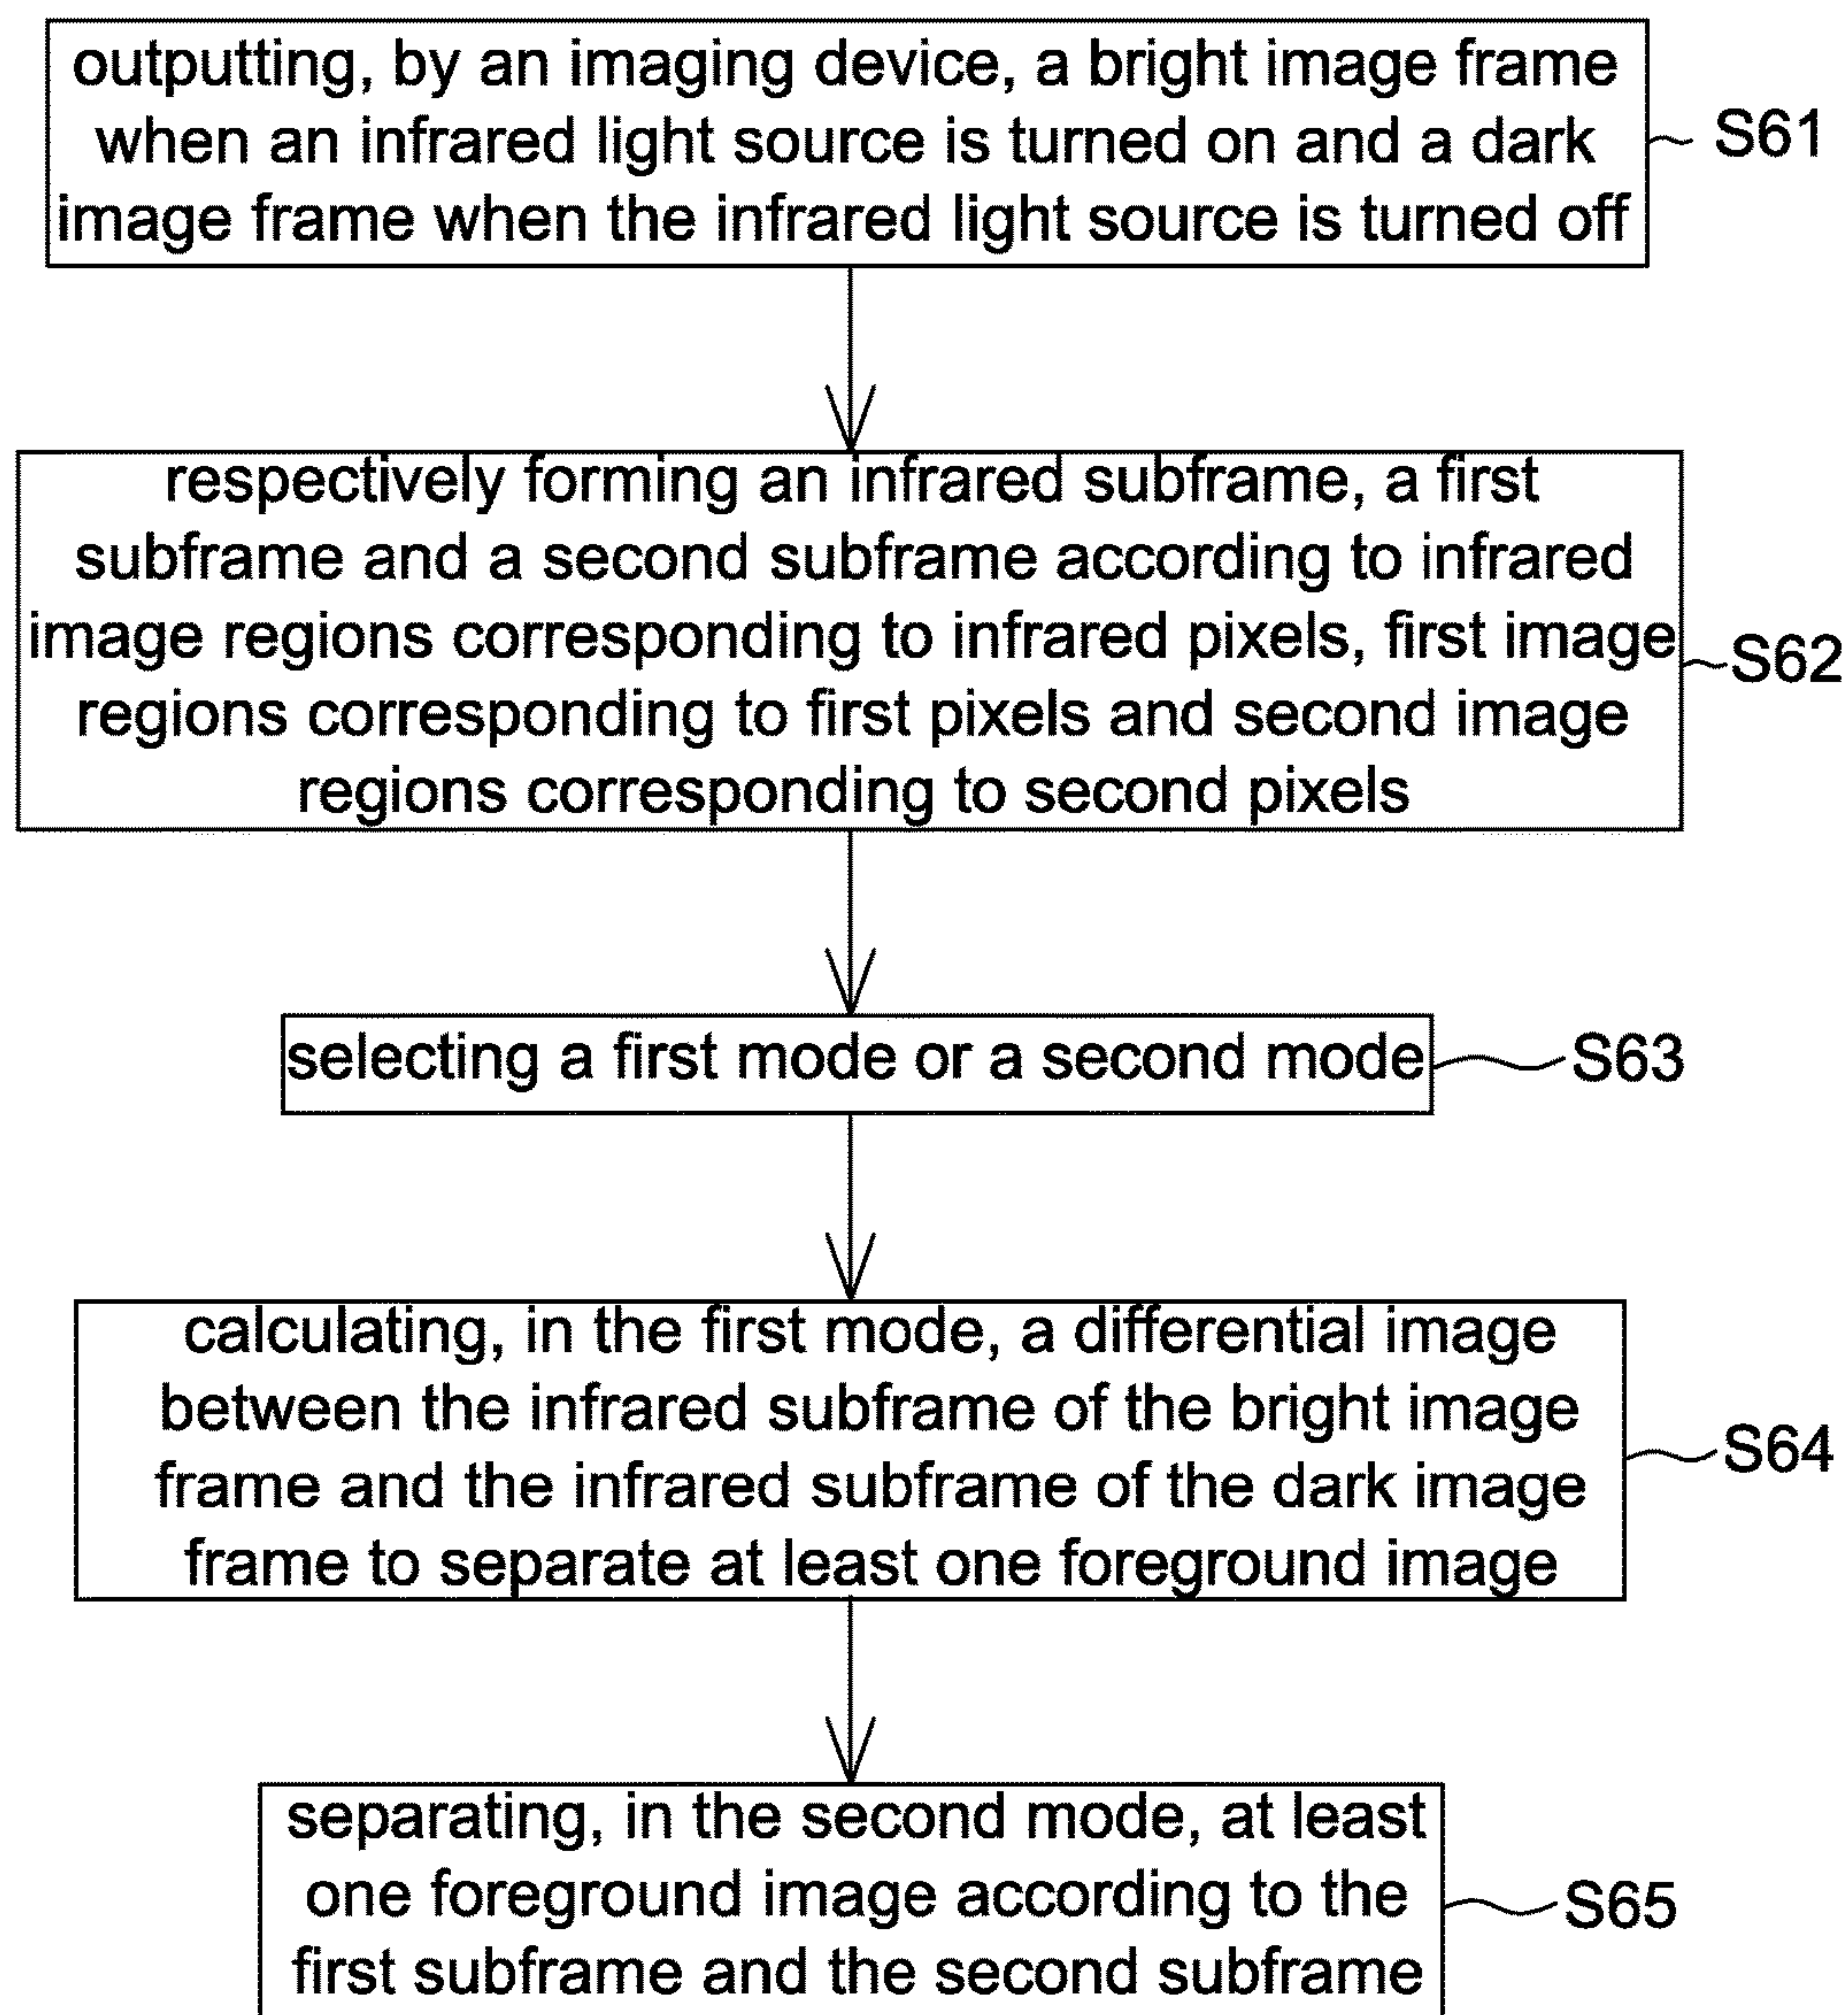 outputting, by an imaging device, a bright image frame
when an infrared light source is turned on and a dark
image frame when the infrared light source is turned off
S61
respectively forming an infrared subframe, a first
subframe and a second subframe according to infrared
image regions corresponding to infrared pixels, first image
regions corresponding to first pixels and second image
regions corresponding to second pixels
S62
selecting a first mode or a second mode
S63
calculating, in the first mode, a differential image
between the infrared subframe of the bright image
frame and the infrared subframe of the dark image
frame to separate at least one foreground image
S64
separating, in the second mode, at least
one foreground image according to the
first subframe and the second subframe
S65